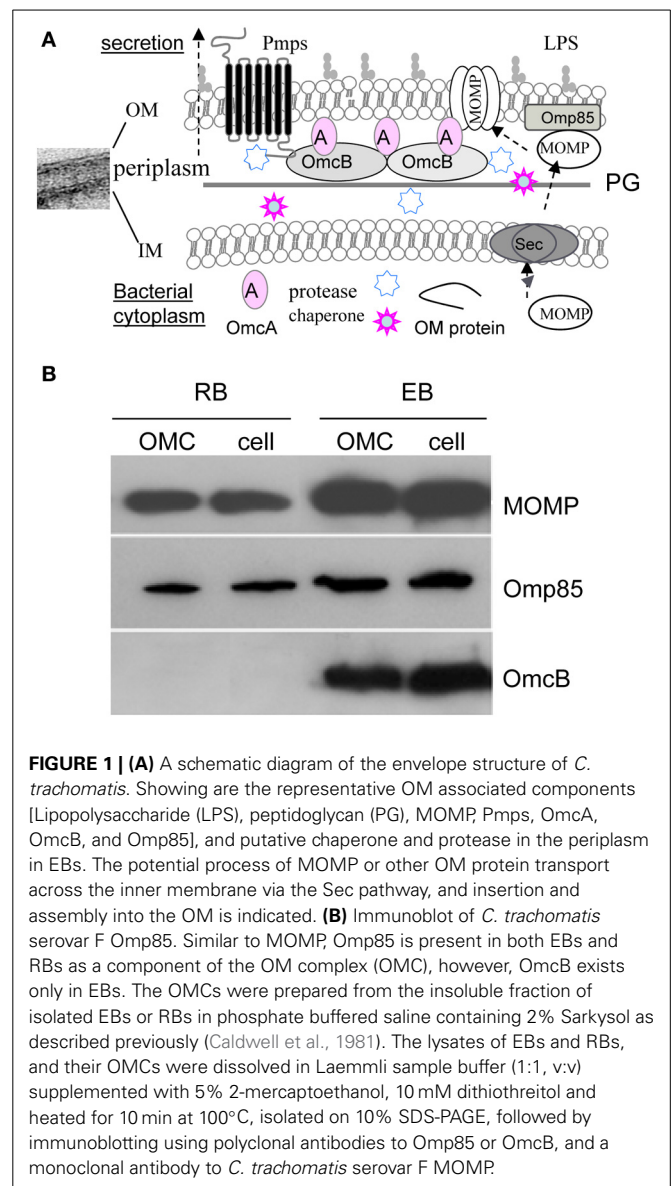 A
secretion
Pmps
LPS
OM
MOMP
Omp85
A
A
A
periplasm
OmcB
OmcB
MOMP
PG
IM
Sec
Bacterial
cytoplasm
A
OmcA
protease
chaperone
OM protein
MOMP
B
RB
EB
OMC
cell
OMC
cell
MOMP
Omp85
OmcB
FIGURE 1 | (A) A schematic diagram of the envelope structure of C.
trachomatis. Showing are the representative OM associated components
[Lipopolysaccharide (LPS), peptidoglycan (PG), MOMP, Pmps, OmcA,
OmcB, and Omp85], and putative chaperone and protease in the periplasm
in EBs. The potential process of MOMP or other OM protein transport
across the inner membrane via the Sec pathway, and insertion and
assembly into the OM is indicated. (B) Immunoblot of C. trachomatis
serovar F Omp85. Similar to MOMP, Omp85 is present in both EBs and
RBs as a component of the OM complex (OMC), however, OmcB exists
only in EBs. The OMCs were prepared from the insoluble fraction of
isolated EBs or RBs in phosphate buffered saline containing 2% Sarkysol as
described previously (Caldwell et al., 1981). The lysates of EBs and RBs,
and their OMCs were dissolved in Laemmli sample buffer (1:1, v:v)
supplemented with 5% 2-mercaptoethanol, 10 mM dithiothreitol and
heated for 10 min at 100°C, isolated on 10% SDS-PAGE, followed by
immunoblotting using polyclonal antibodies to Omp85 or OmcB, and a
monoclonal antibody to C. trachomatis serovar F MOMP.